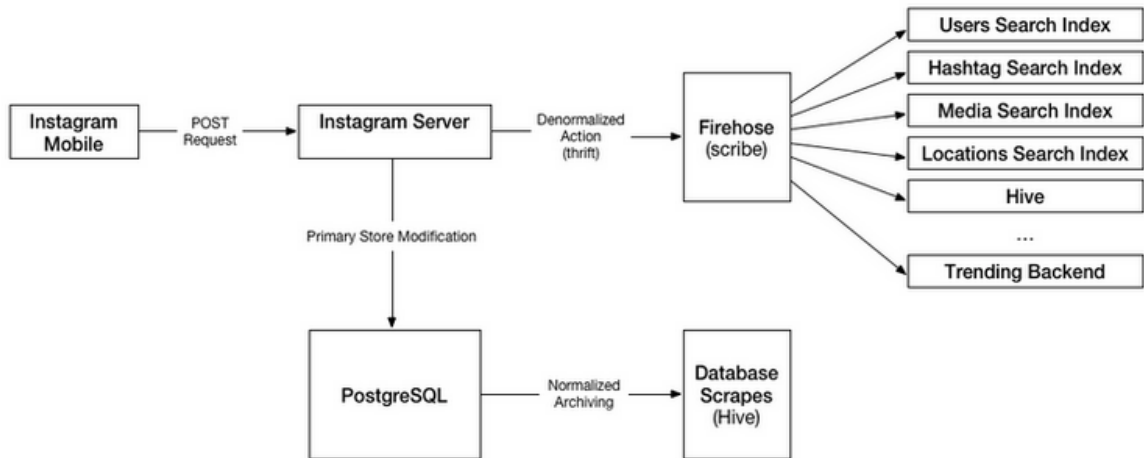 Users Search Index
Hashtag Search Index
Media Search Index
Locations Search Index
Hive
...
Trending Backend
Instagram
Mobile
POST
Request
Instagram Server
Denormalized
Action
(thrift)
Firehose
(scribe)
Primary Store Modification
PostgreSQL
Normalized
Archiving
Database
Scrapes
(Hive)